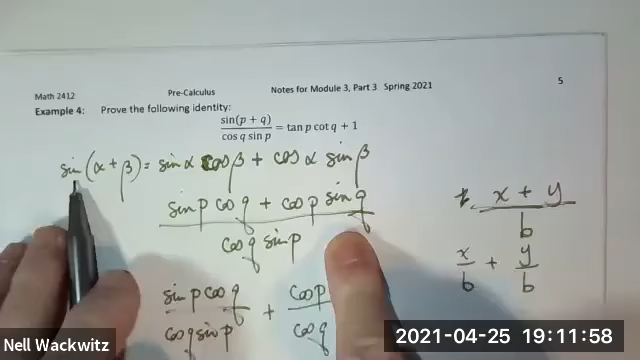 Math 2412 Pre-Calculus Notes for Module 3, Part 3 Spring 2021 5
Example 4: Prove the following identity:
sin(p + q) / cos q sin p = tan p cot q + 1
sin(α + β) = sin α cos β + cos α sin β
sin p cos q + cos p sin q
cos q sin p
x + y
b
x/b + y/b
sin p cos q + cos p
cos q sin p cos q
Nell Wackwitz
2021-04-25 19:11:58